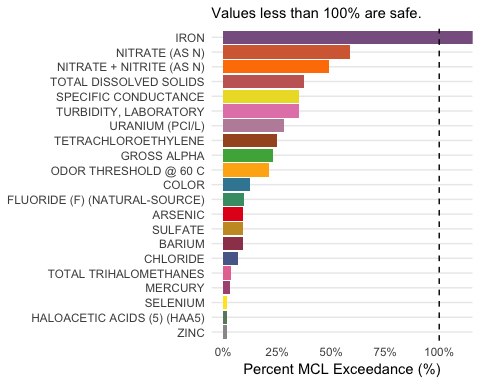 Values less than 100% are safe.
IRON
NITRATE (AS N)
NITRATE + NITRITE (AS N)
TOTAL DISSOLVED SOLIDS
SPECIFIC CONDUCTANCE
TURBIDITY, LABORATORY
URANIUM (PCI/L)
TETRACHLOROETHYLENE
GROSS ALPHA
ODOR THRESHOLD @ 60 C
COLOR
FLUORIDE (F) (NATURAL-SOURCE)
ARSENIC
SULFATE
BARIUM
CHLORIDE
TOTAL TRIHALOMETHANES
MERCURY
SELENIUM
HALOACETIC ACIDS (5) (HAA5)
ZINC
0% 25% 50% 75% 100%
Percent MCL Exceedance (%)